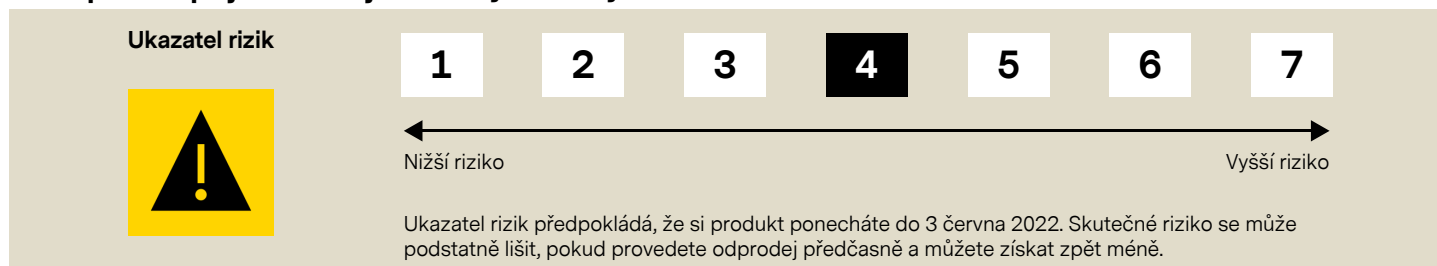 Ukazatel rizik
1 2 3 4 5 6 7
Nižší riziko Vyšší riziko
Ukazatel rizik předpokládá, že si produkt ponecháte do 3 června 2022. Skutečné riziko se může
podstatně lišit, pokud provedete odprodej předčasně a můžete získat zpět méně.